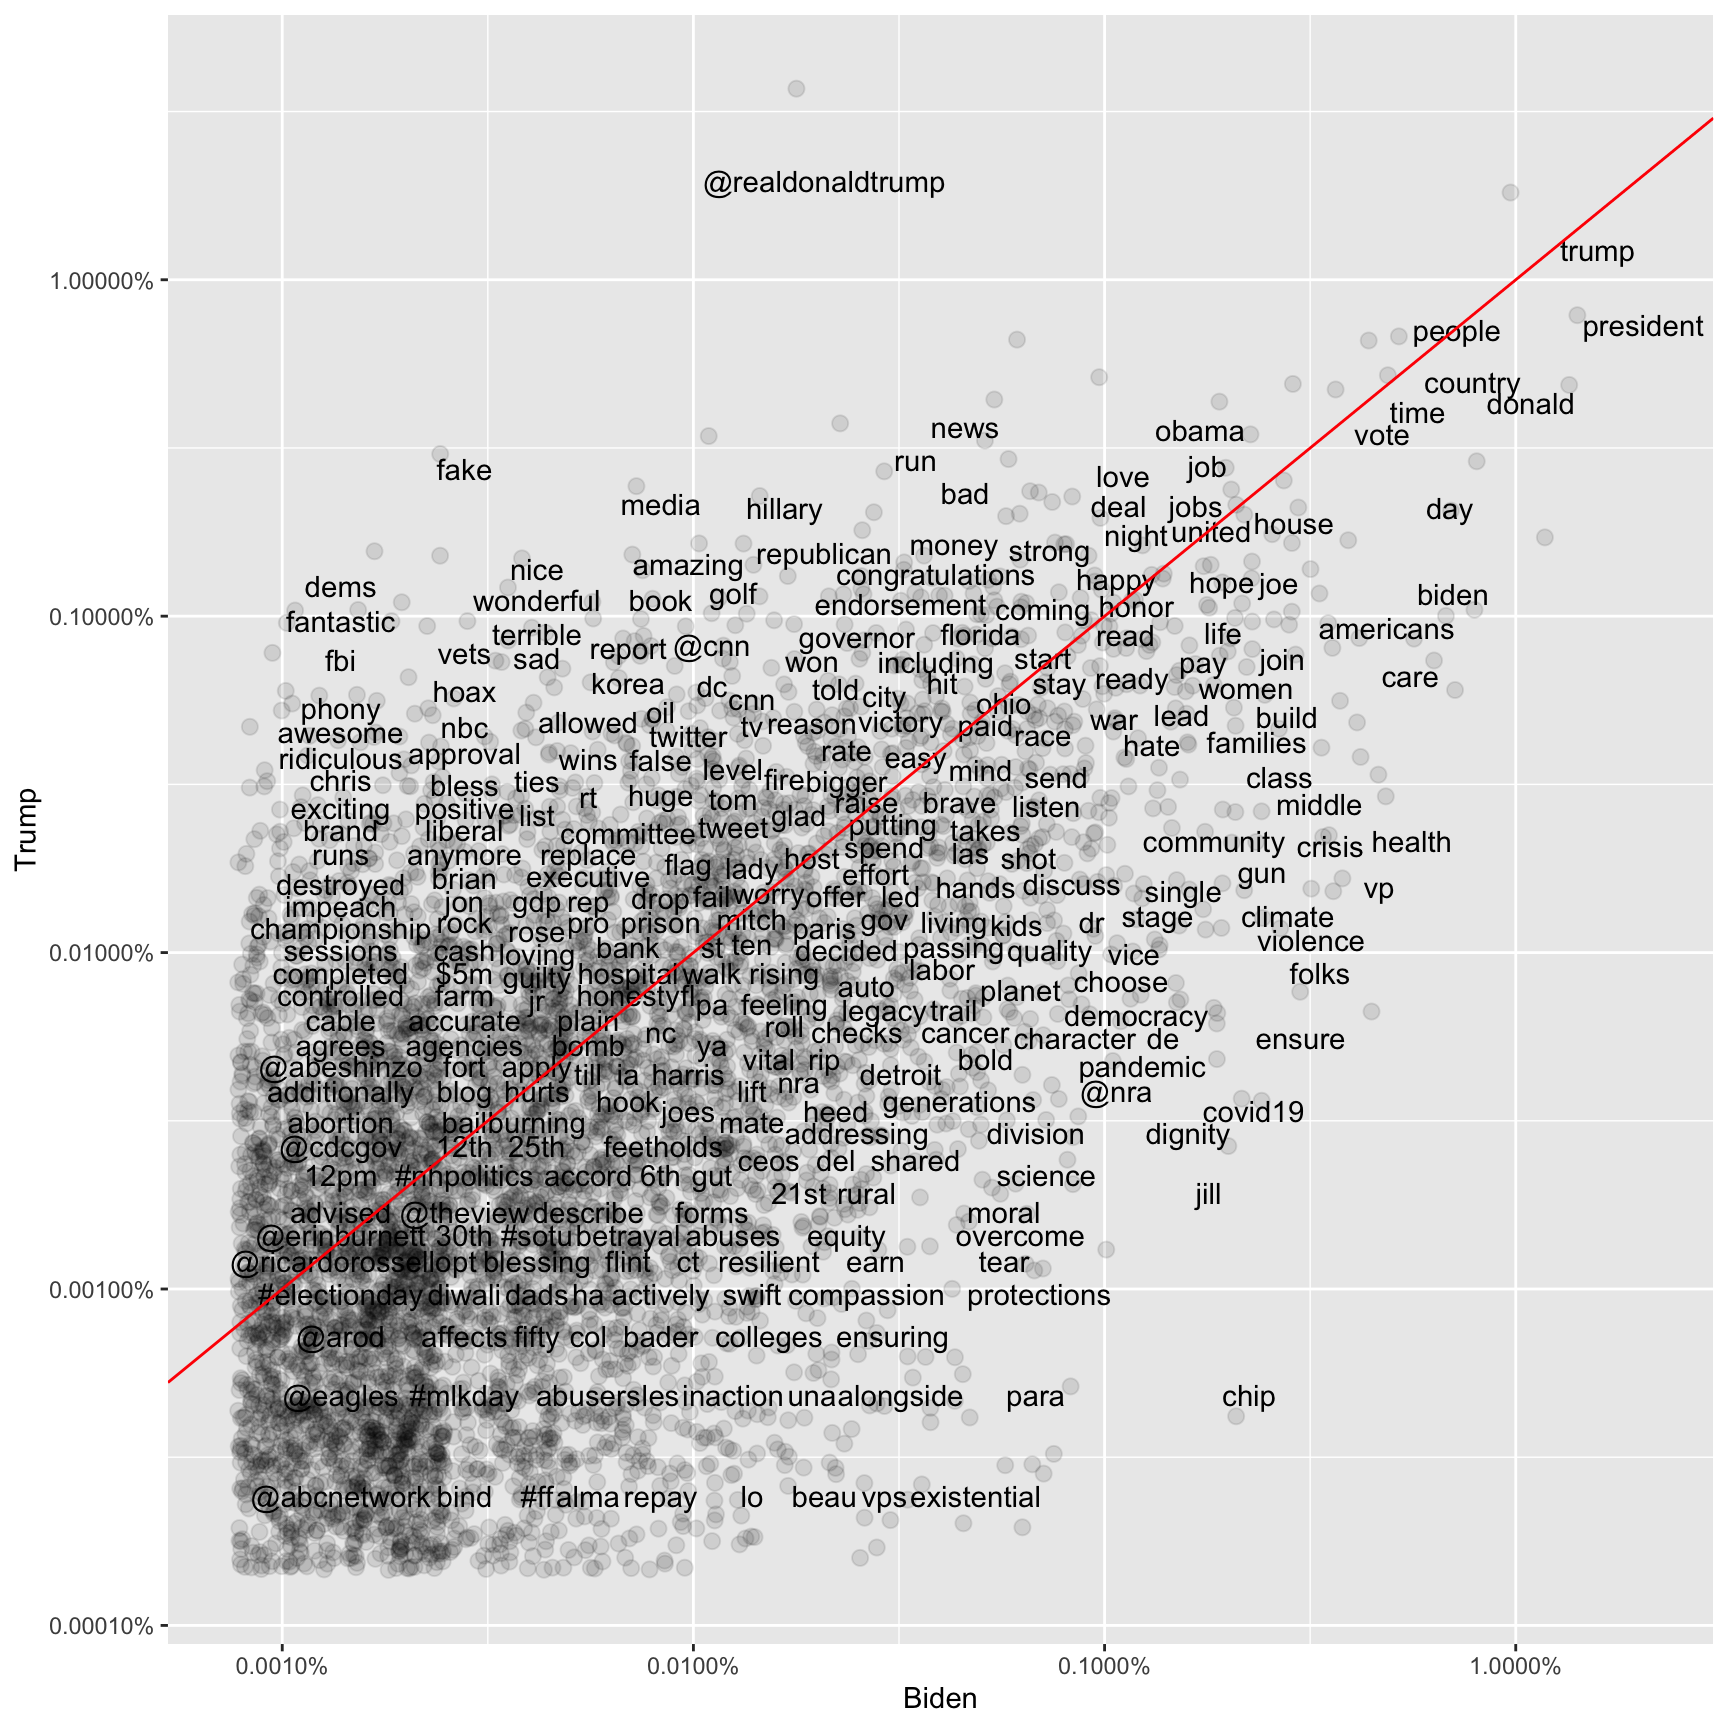 @realdonaldtrump
trump
1.00000%
people president
country
donald
time
news obama vote
run
fake love job
bad
media hillary deal jobs day
night united house
money
republican strong
amazing
nice congratulations happy hope joe
dems
golf biden
wonderful book endorsement coming honor
0.10000%
fantastic
terrible governor florida read life americans
report @cnn
vets sad won including start pay join
fbi
hoax korea dc told hit stay ready women care
cnn city
phony oil ohio
nbc allowed tv reason victory paid war lead build
awesome twitter race
approval rate hate families
ridiculous wins false easy
chris bless ties level fire bigger mind send class
exciting positive list rt huge tom raise brave listen middle
glad
brand liberal committee tweet putting takes
community health
runs anymore replace flag lady host spend las shot crisis
destroyed brian executive effort hands discuss gun vp
single
impeach jon gdp rep drop fail worry offer led
championship rock rose pro prison mitch paris gov living kids dr stage climate
violence
sessions cash loving bank st ten decided passing quality vice
0.01000%
completed $5m guilty hospital walk rising labor folks
choose
controlled farm jr honesty fl pa feeling auto planet
legacy trail
cable accurate plain nc roll checks cancer democracy
character de ensure
agrees agencies bomb ya
@abeshinzo fort apply till ia harris vital rip bold pandemic
nra detroit
additionally blog hurts lift @nra
hook joes heed generations covid19
abortion bail burning mate
addressing division dignity
@cdcgov 12th 25th feet holds
ceos del shared
12pm #nhpolitics accord 6th gut science
21st rural jill
advised @theview describe forms moral
@erinburnett 30th #sotu betrayal abuses equity overcome
@ricardorossello opt blessing flint ct resilient earn tear
0.00100%
#electionday diwali dads ha actively swift compassion protections
@arod affects fifty col bader colleges ensuring
@eagles #mlkday abusers les inaction una alongside para chip
@abcnetwork bind #ff alma repay lo beau vps existential
0.00010%
0.0010% 0.0100% 0.1000% 1.0000%
Biden
Trump